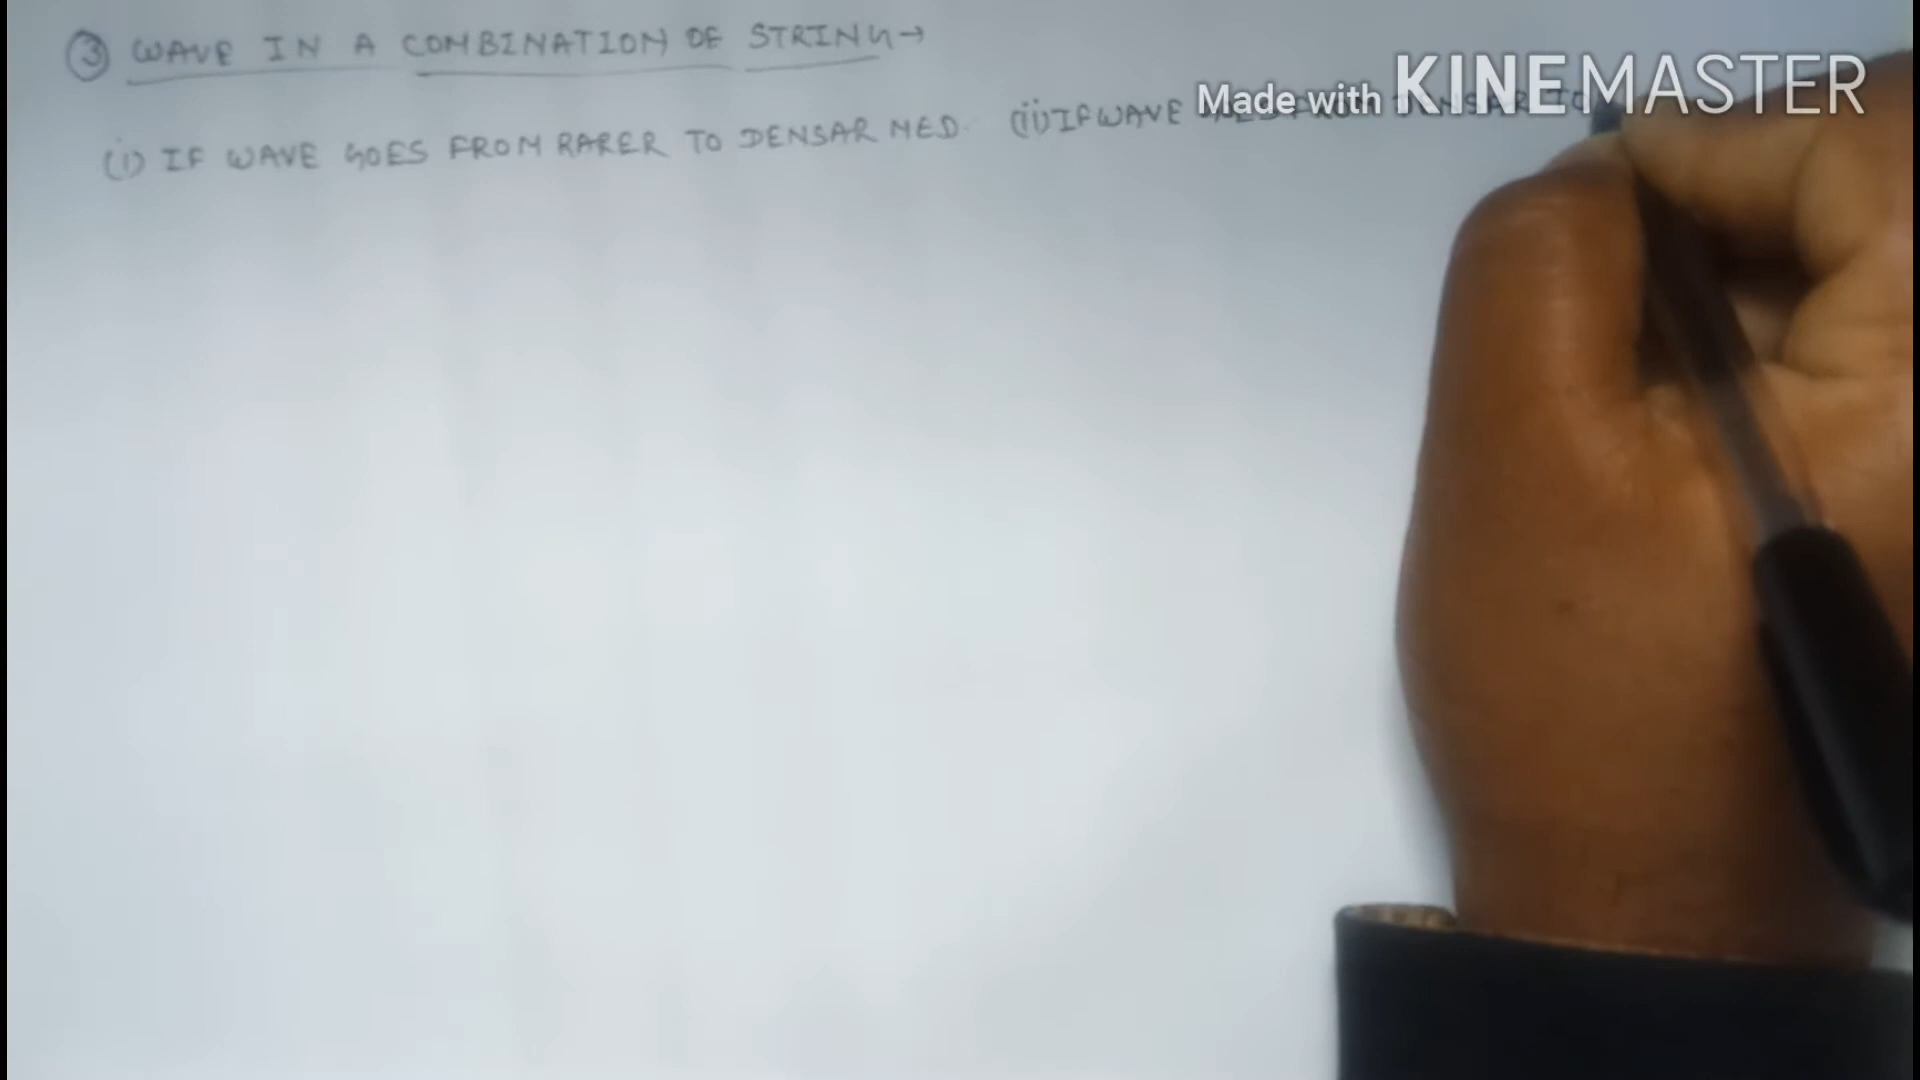 ③ WAVE IN A COMBINATION OF STRING→
Made with KINEMASTER
(i) IF WAVE GOES FROM RARER TO DENSAR MED. (ii) IF WAVE